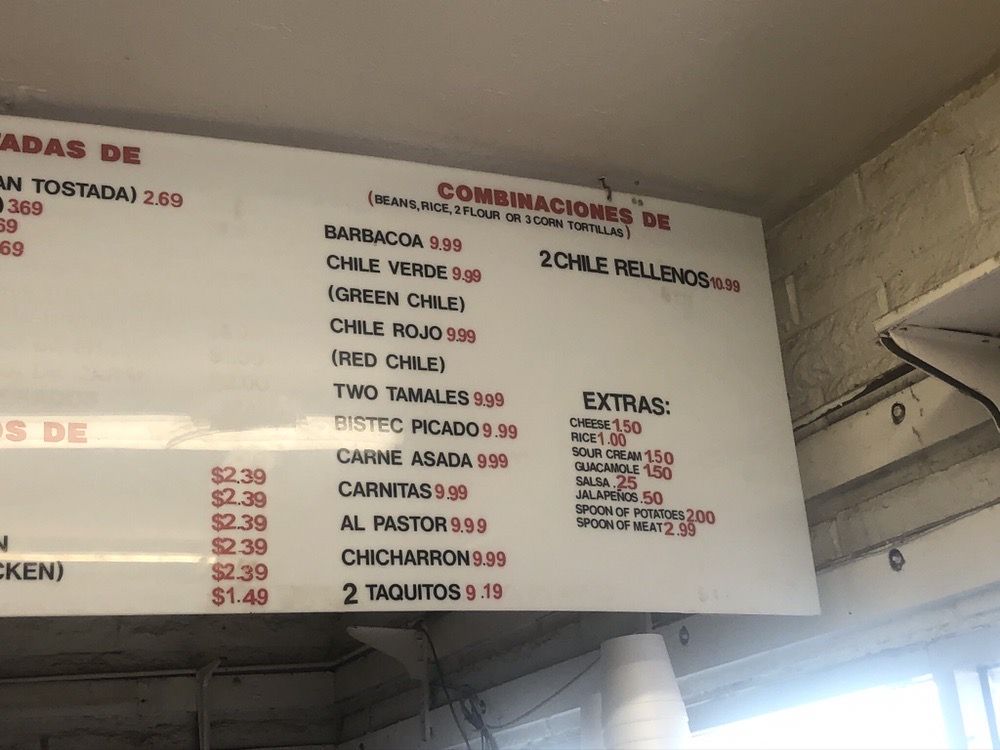 TADAS DE
AN TOSTADA) 2.69
) 3.69
69
69
OS DE
$2.39
$2.39
$2.39
N $2.39
CKEN) $2.39
$1.49
COMBINACIONES DE
(BEANS, RICE, 2 FLOUR OR 3 CORN TORTILLAS)
BARBACOA 9.99
CHILE VERDE 9.99
(GREEN CHILE)
CHILE ROJO 9.99
(RED CHILE)
TWO TAMALES 9.99
BISTEC PICADO 9.99
CARNE ASADA 9.99
CARNITAS 9.99
AL PASTOR 9.99
CHICHARRON 9.99
2 TAQUITOS 9.19
2 CHILE RELLENOS 10.99
EXTRAS:
CHEESE 1.50
RICE 1.00
SOUR CREAM 1.50
GUACAMOLE 1.50
SALSA .25
JALAPEÑOS .50
SPOON OF POTATOES 2.00
SPOON OF MEAT 2.99